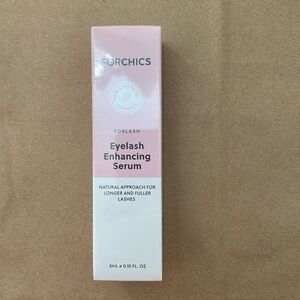 FORCHICS
FORLASH
Eyelash
Enhancing
Serum
NATURAL APPROACH FOR
LONGER AND FULLER
LASHES
3mL e 0.10 FL. OZ